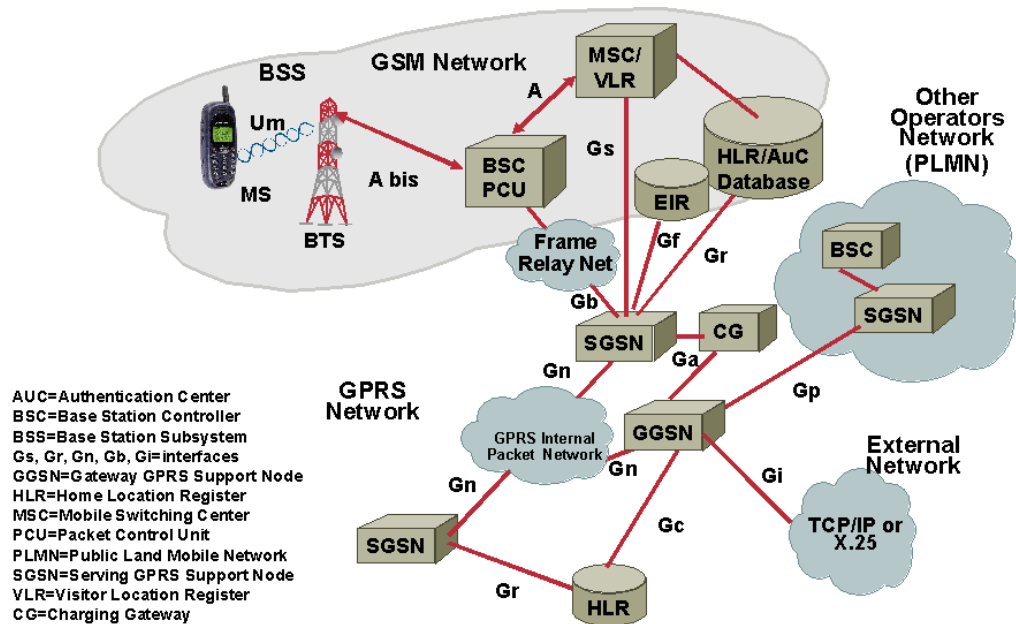 GSM Network
BSS
MSC/
VLR
A
Um
MS
BTS
A bis
BSC
PCU
Gs
HLR/AuC
Database
EIR
Other
Operators
Network
(PLMN)
Frame
Relay Net
Gf
Gr
BSC
SGSN
Gb
SGSN
CG
Ga
Gn
Gp
GPRS
Network
GPRS Internal
Packet Network
GGSN
Gn
External
Network
Gi
Gn
Gc
TCP/IP or
X.25
SGSN
Gr
HLR
AUC=Authentication Center
BSC=Base Station Controller
BSS=Base Station Subsystem
Gs, Gr, Gn, Gb, Gi=interfaces
GGSN=Gateway GPRS Support Node
HLR=Home Location Register
MSC=Mobile Switching Center
PCU=Packet Control Unit
PLMN=Public Land Mobile Network
SGSN=Serving GPRS Support Node
VLR=Visitor Location Register
CG=Charging Gateway